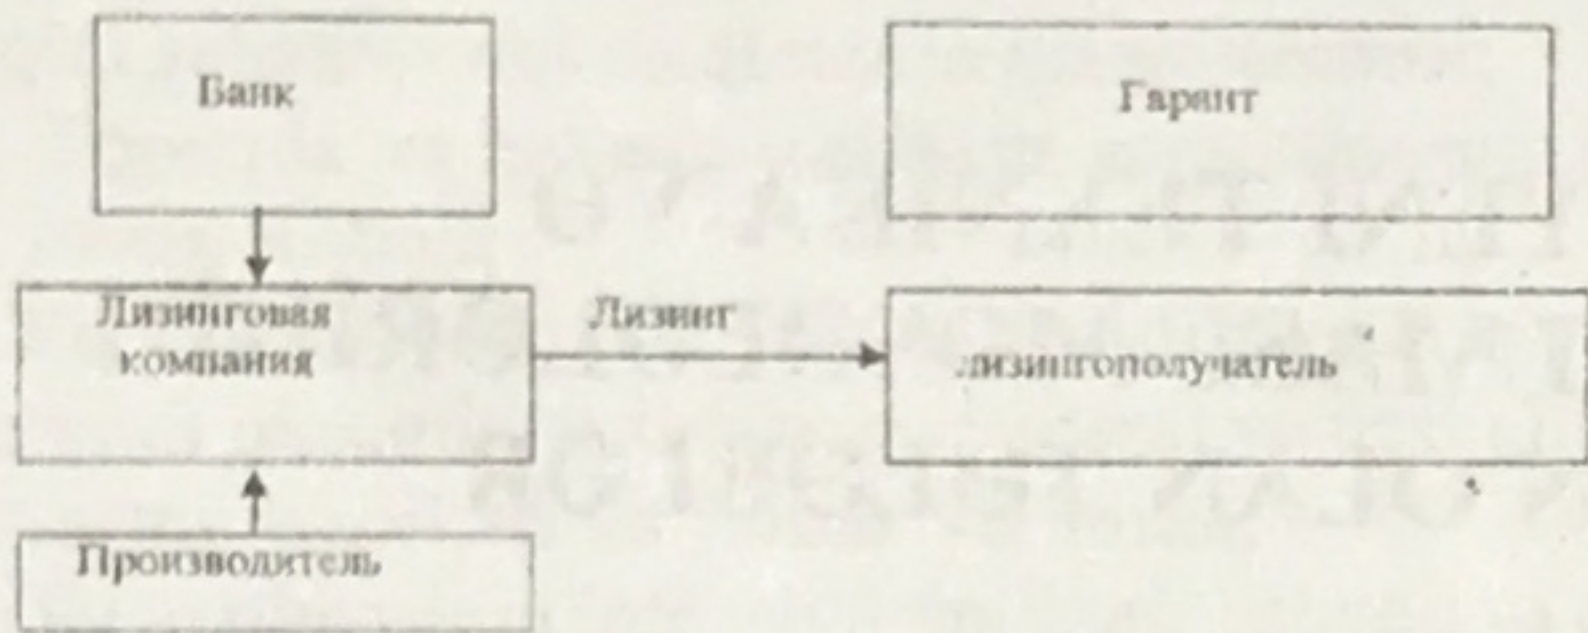 Банк
Гарант
Лизинговая
компания
Лизинг
лизингополучатель
Производитель